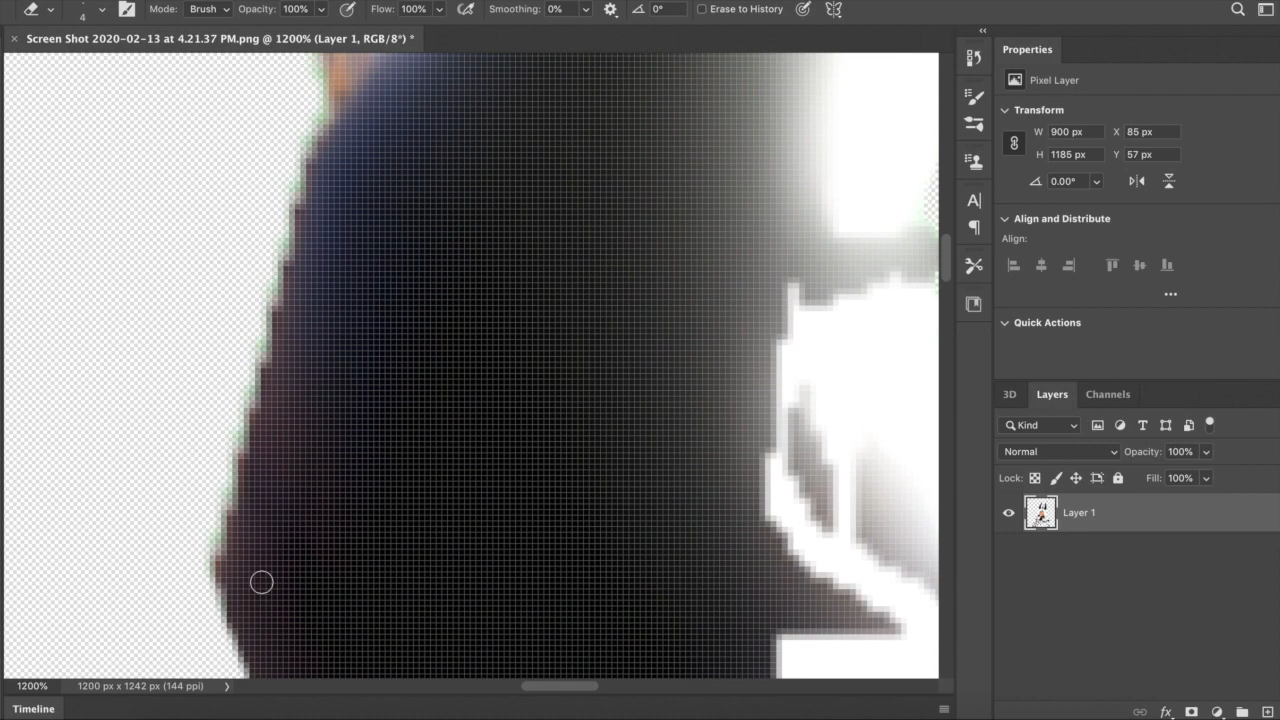 4 Mode: Brush Opacity: 100% Flow: 100% Smoothing: 0% 0° Erase to History
× Screen Shot 2020-02-13 at 4.21.37 PM.png @ 1200% (Layer 1, RGB/8*) *
Properties
Pixel Layer
Transform
W 900 px X 85 px
H 1185 px Y 57 px
0.00°
Align and Distribute
Align:
Quick Actions
3D Layers Channels
Kind
Normal Opacity: 100%
Lock: Fill: 100%
Layer 1
1200% 1200 px x 1242 px (144 ppi)
Timeline